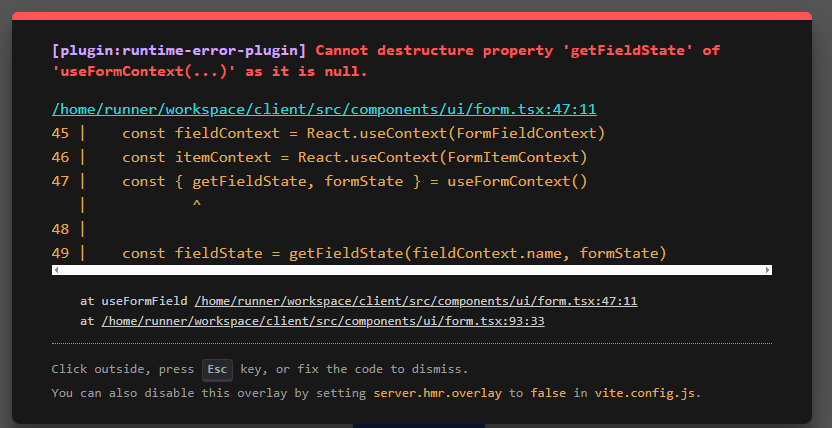 [plugin:runtime-error-plugin] Cannot destructure property 'getFieldState' of
'useFormContext(...)' as it is null.
/home/runner/workspace/client/src/components/ui/form.tsx:47:11
45 |    const fieldContext = React.useContext(FormFieldContext)
46 |    const itemContext = React.useContext(FormItemContext)
47 |    const { getFieldState, formState } = useFormContext()
   |            ^
48 |
49 |    const fieldState = getFieldState(fieldContext.name, formState)
at useFormField /home/runner/workspace/client/src/components/ui/form.tsx:47:11
at /home/runner/workspace/client/src/components/ui/form.tsx:93:33
Click outside, press Esc key, or fix the code to dismiss.
You can also disable this overlay by setting server.hmr.overlay to false in vite.config.js.